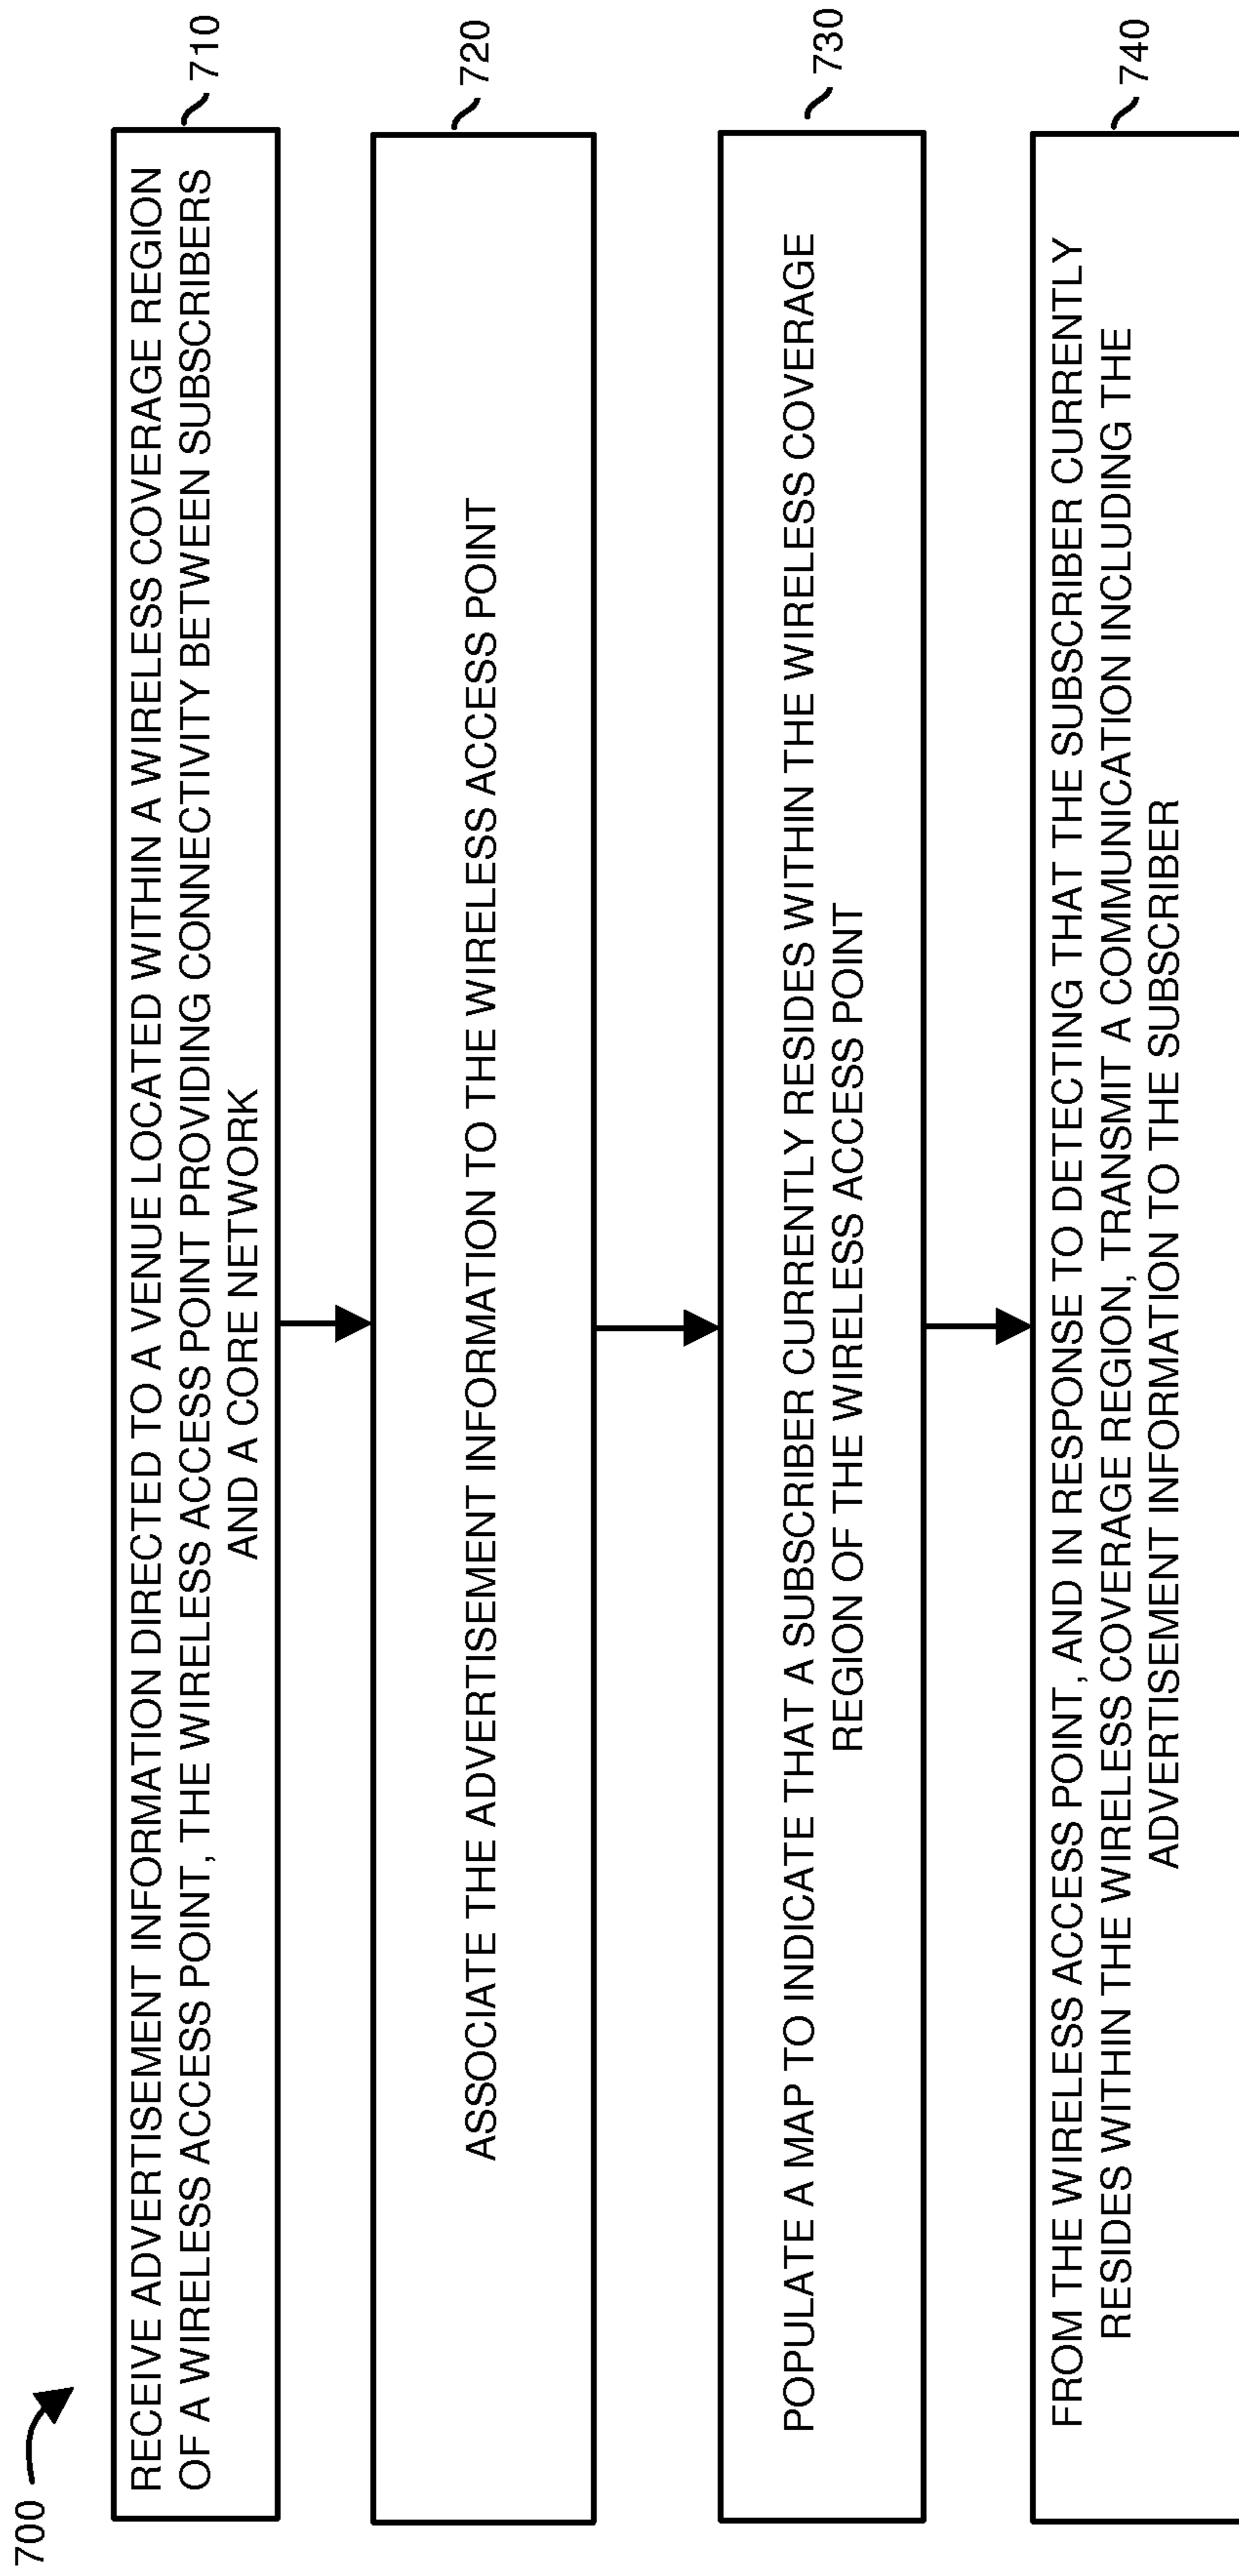 700
RECEIVE ADVERTISEMENT INFORMATION DIRECTED TO A VENUE LOCATED WITHIN A WIRELESS COVERAGE REGION
OF A WIRELESS ACCESS POINT, THE WIRELESS ACCESS POINT PROVIDING CONNECTIVITY BETWEEN SUBSCRIBERS
AND A CORE NETWORK
710
ASSOCIATE THE ADVERTISEMENT INFORMATION TO THE WIRELESS ACCESS POINT
720
POPULATE A MAP TO INDICATE THAT A SUBSCRIBER CURRENTLY RESIDES WITHIN THE WIRELESS COVERAGE
REGION OF THE WIRELESS ACCESS POINT
730
FROM THE WIRELESS ACCESS POINT, AND IN RESPONSE TO DETECTING THAT THE SUBSCRIBER CURRENTLY
RESIDES WITHIN THE WIRELESS COVERAGE REGION, TRANSMIT A COMMUNICATION INCLUDING THE
ADVERTISEMENT INFORMATION TO THE SUBSCRIBER
740